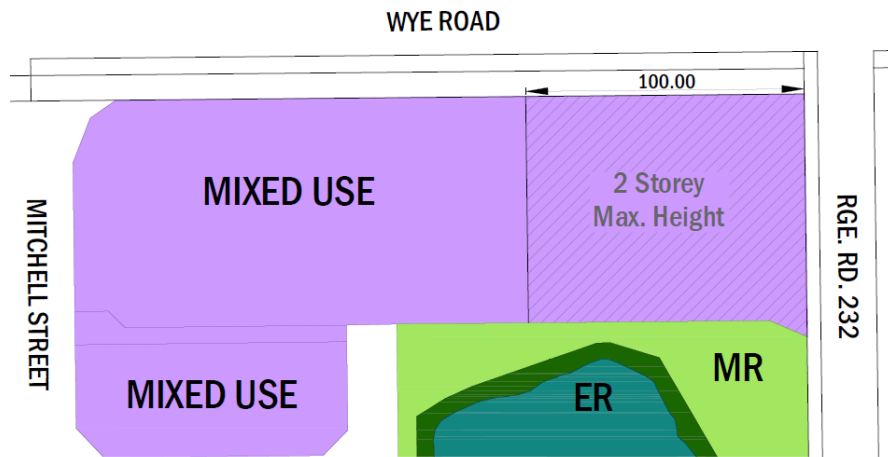 WYE ROAD
100.00
MIXED USE
2 Storey
Max. Height
MITCHELL STREET
RGE. RD. 232
MIXED USE
ER
MR